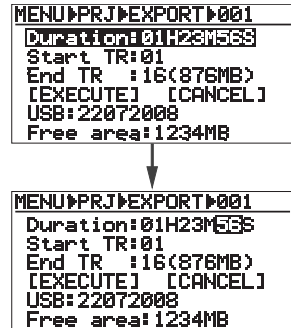 MENU▶PRJ▶EXPORT▶001
Duration:01H23M56S
Start TR:01
End TR  :16(876MB)
[EXECUTE]  [CANCEL]
USB:22072008
Free area:1234MB
MENU▶PRJ▶EXPORT▶001
Duration:01H23M56S
Start TR:01
End TR  :16(876MB)
[EXECUTE]  [CANCEL]
USB:22072008
Free area:1234MB